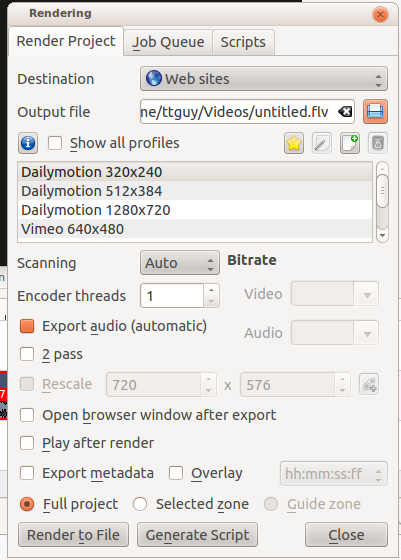 Rendering
Render Project Job Queue Scripts
Destination Web sites
Output file ne/ttguy/Videos/untitled.flv
Show all profiles
Dailymotion 320x240
Dailymotion 512x384
Dailymotion 1280x720
Vimeo 640x480
Scanning Auto Bitrate
Encoder threads 1 Video
Export audio (automatic) Audio
2 pass
Rescale 720 x 576
Open browser window after export
Play after render
Export metadata Overlay hh:mm:ss:ff
Full project Selected zone Guide zone
Render to File Generate Script Close